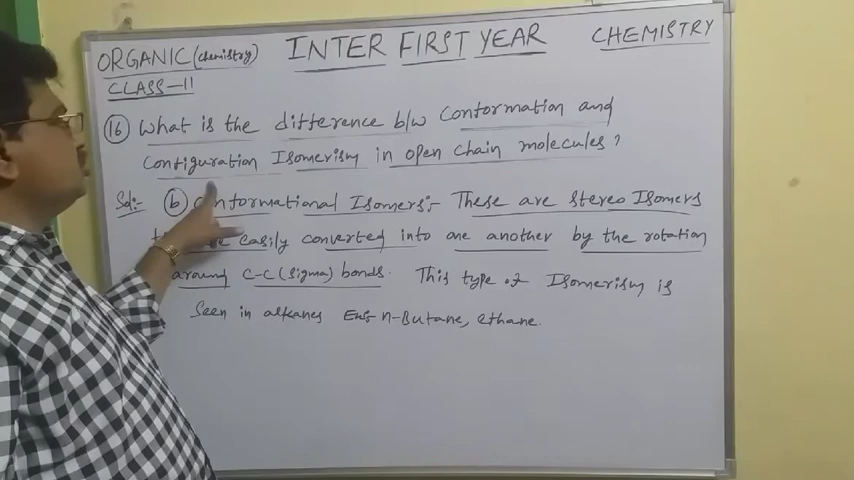 ORGANIC (chemistry)
INTER FIRST YEAR
CHEMISTRY
CLASS-11
16 What is the difference b/w Conformation and
Configuration Isomerism in open chain molecules?
Sol:- b Conformational Isomers:- These are stereo Isomers
easily converted into one another by the rotation
around C-C (sigma) bonds. This type of Isomerism is
Seen in alkanes Ex:- n-Butane, ethane.